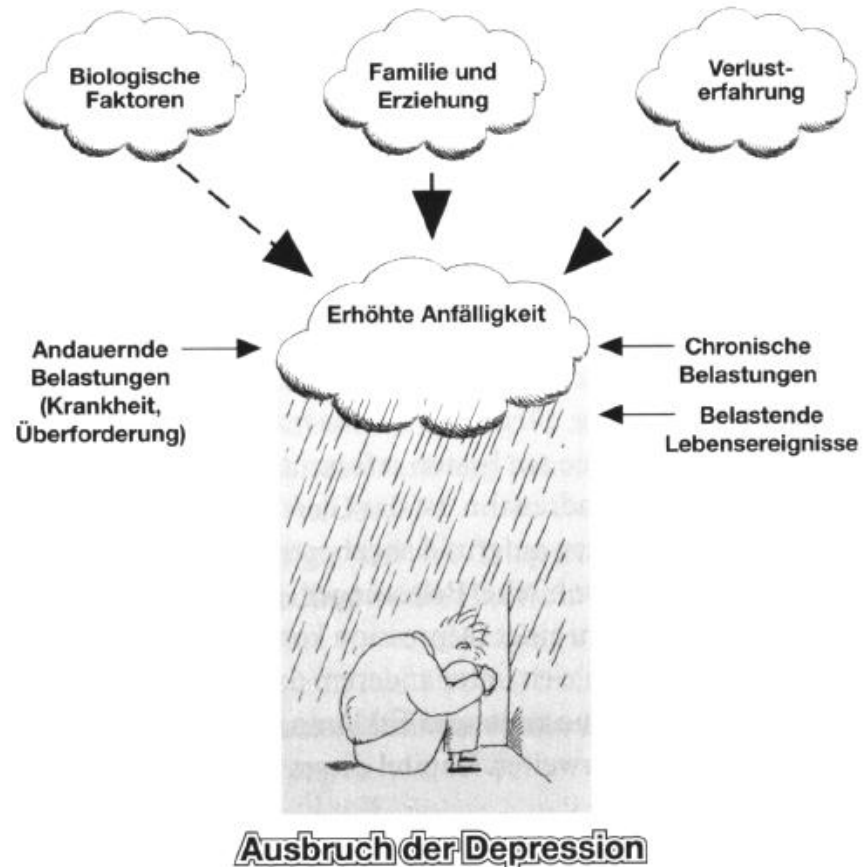 Biologische
Faktoren
Familie und
Erziehung
Verlust-
erfahrung
Erhöhte Anfälligkeit
Andauernde
Belastungen
(Krankheit,
Überforderung)
Chronische
Belastungen
Belastende
Lebensereignisse
Ausbruch der Depression